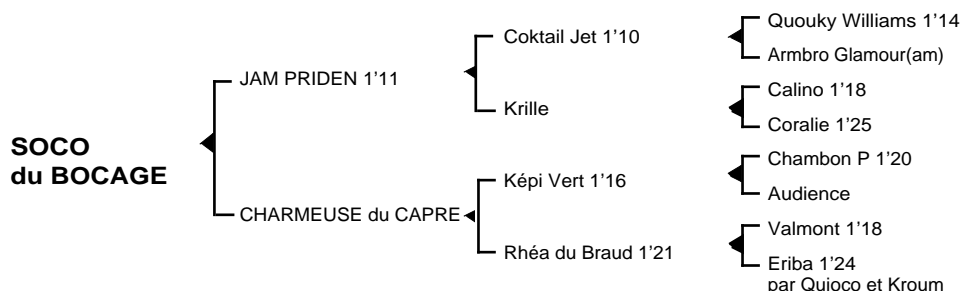 Quouky Williams 1'14
Coktail Jet 1'10
Armbro Glamour(am)
JAM PRIDEN 1'11
Calino 1'18
Krille
Coralie 1'25
SOCO
du BOCAGE
Chambon P 1'20
Képi Vert 1'16
Audience
CHARMEUSE du CAPRE
Valmont 1'18
Rhéa du Braud 1'21
Eriba 1'24
par Quioco et Kroum